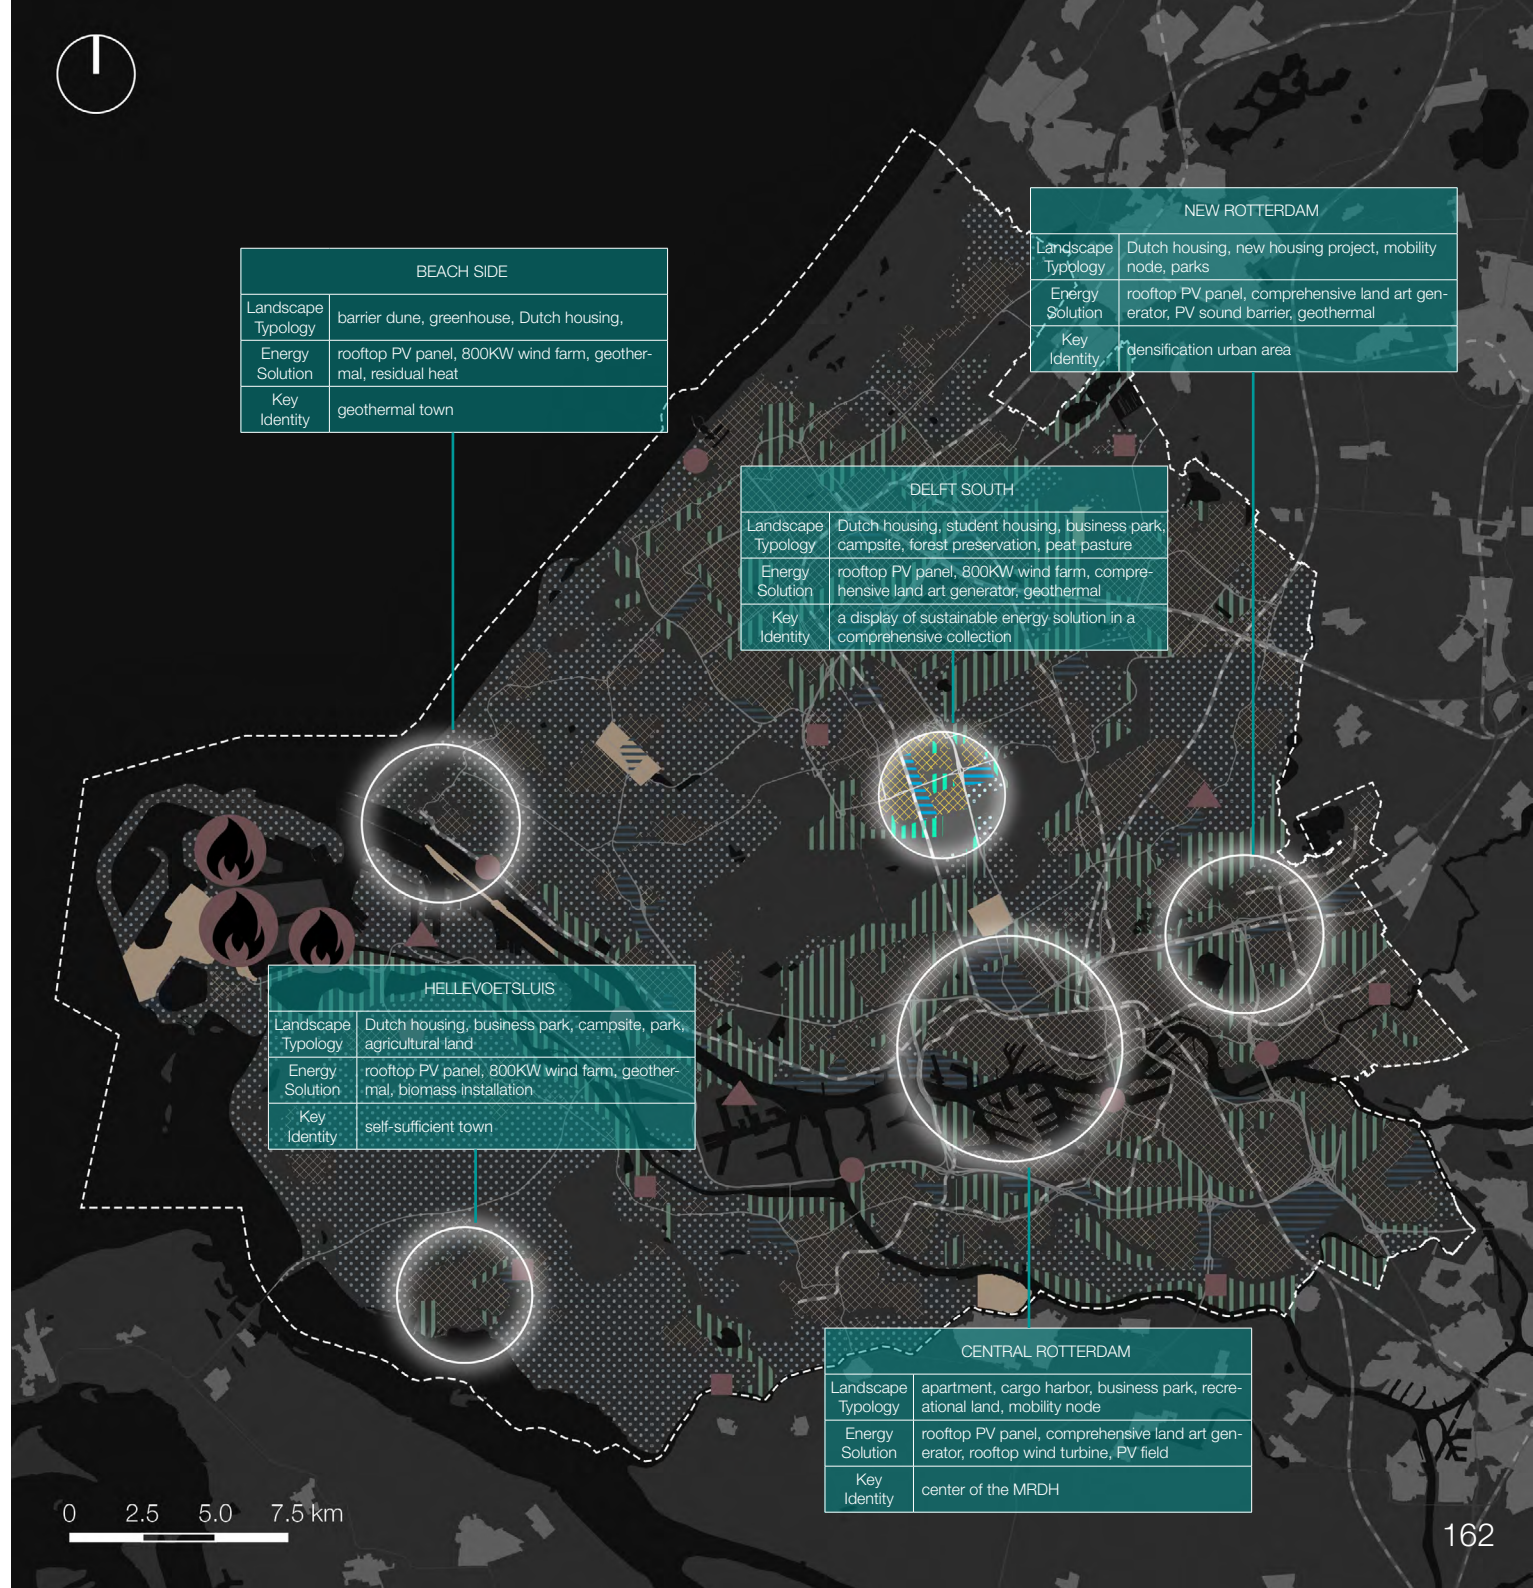 NEW ROTTERDAM
Landscape Typology
Dutch housing, new housing project, mobility
node, parks
Energy Solution
rooftop PV panel, comprehensive land art gen-
erator, PV sound barrier, geothermal
Key Identity
densification urban area
BEACH SIDE
Landscape Typology
barrier dune, greenhouse, Dutch housing,
Energy Solution
rooftop PV panel, 800KW wind farm, geother-
mal, residual heat
Key Identity
geothermal town
DELFT SOUTH
Landscape Typology
Dutch housing, student housing, business park,
campsite, forest preservation, peat pasture
Energy Solution
rooftop PV panel, 800KW wind farm, compre-
hensive land art generator, geothermal
Key Identity
a display of sustainable energy solution in a
comprehensive collection
HELLEVOETSLUIS
Landscape Typology
Dutch housing, business park, campsite, park,
agricultural land
Energy Solution
rooftop PV panel, 800KW wind farm, geother-
mal, biomass installation
Key Identity
self-sufficient town
CENTRAL ROTTERDAM
Landscape Typology
apartment, cargo harbor, business park, recre-
ational land, mobility node
Energy Solution
rooftop PV panel, comprehensive land art gen-
erator, rooftop wind turbine, PV field
Key Identity
center of the MRDH
0 2.5 5.0 7.5 km
162